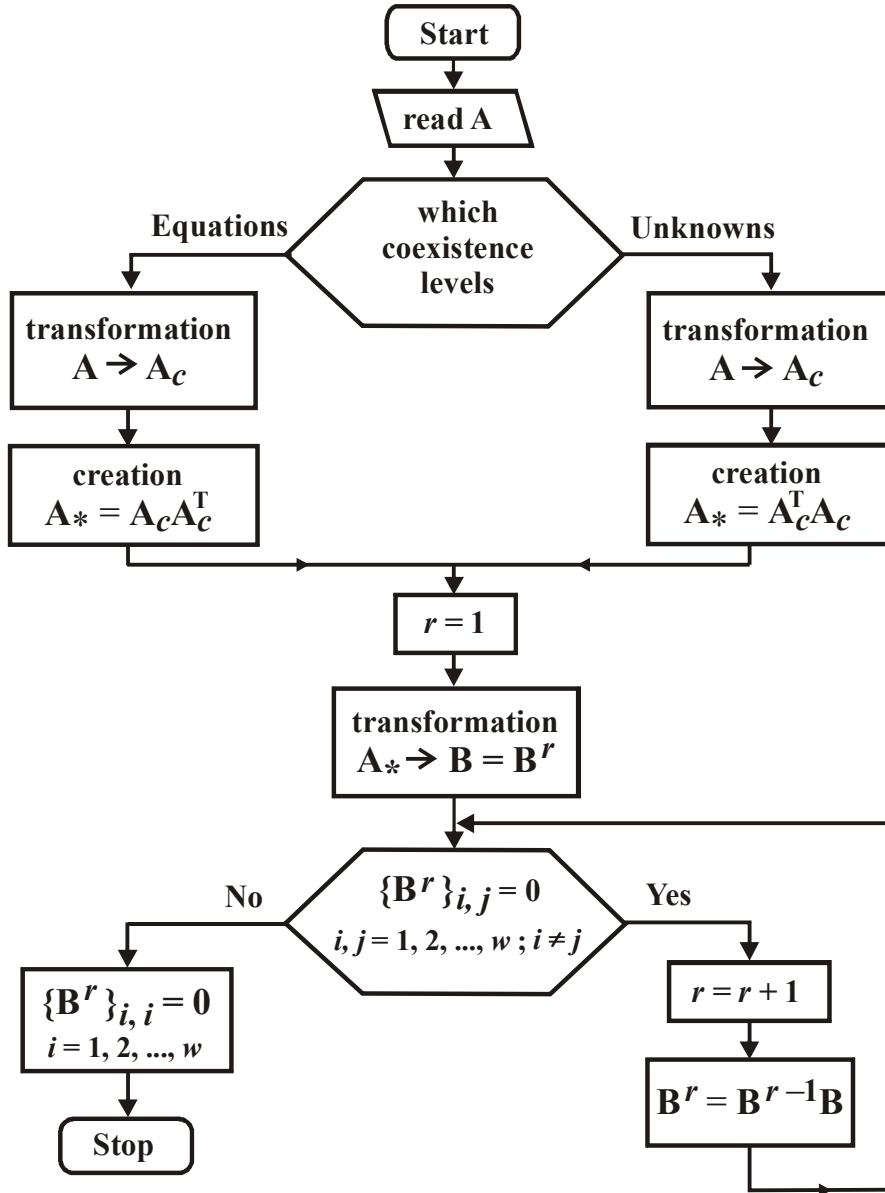 Start
read A
which
coexistence
levels
Equations
Unknowns
transformation
A → A_c
creation
A_* = A_c A_c^T
transformation
A → A_c
creation
A_* = A_c^T A_c
r = 1
transformation
A_* → B = B^r
{B^r}_{i, j} = 0
i, j = 1, 2, ..., w ; i ≠ j
No
Yes
{B^r}_{i, i} = 0
i = 1, 2, ..., w
Stop
r = r + 1
B^r = B^{r – 1} B